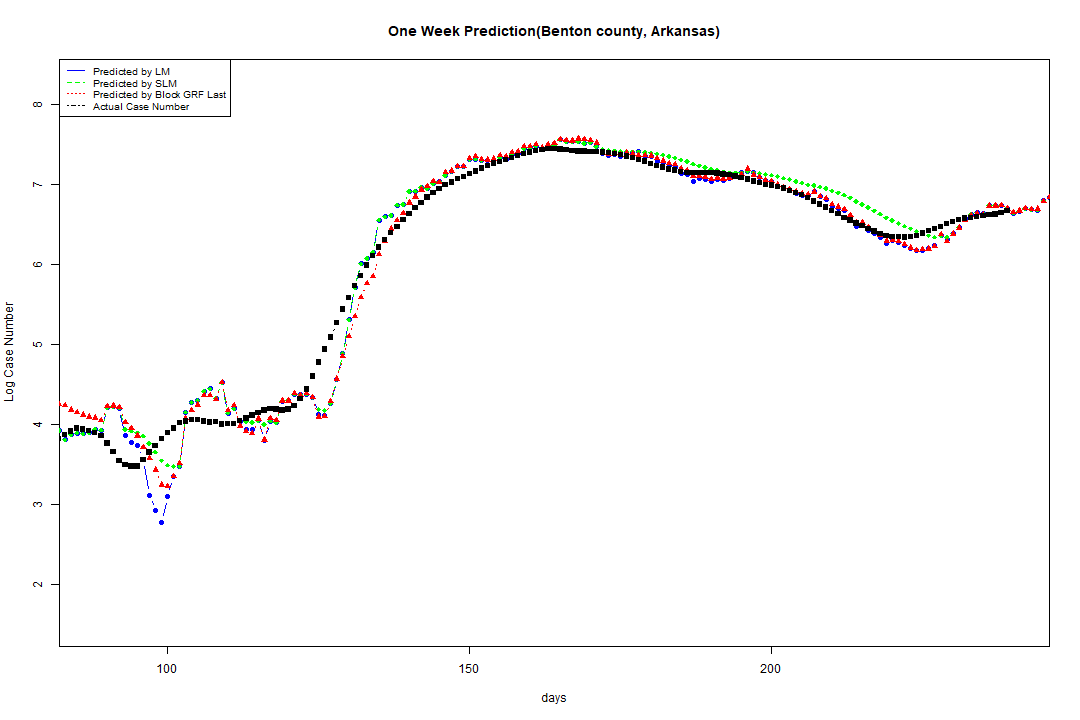 One Week Prediction(Benton county, Arkansas)
Predicted by LM
Predicted by SLM
Predicted by Block GRF Last
Actual Case Number
8
7
6
5
4
3
2
Log Case Number
100 150 200
days